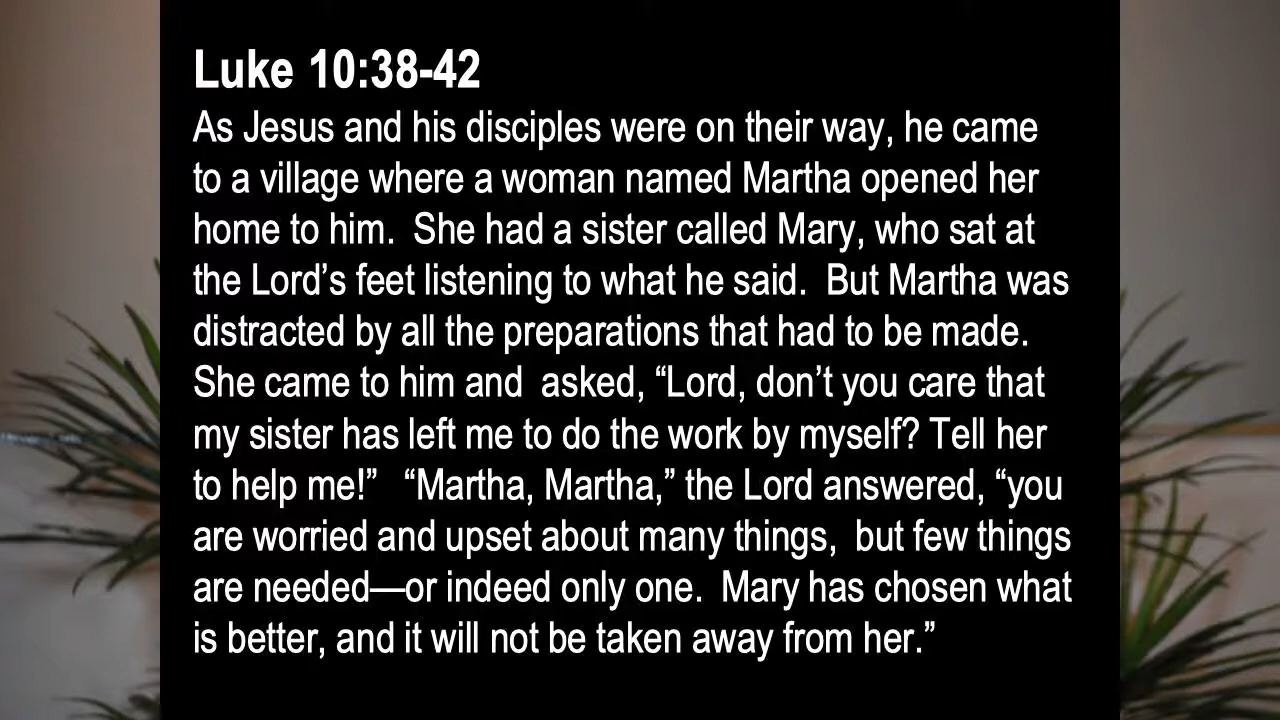 Luke 10:38-42
As Jesus and his disciples were on their way, he came
to a village where a woman named Martha opened her
home to him.  She had a sister called Mary, who sat at
the Lord’s feet listening to what he said.  But Martha was
distracted by all the preparations that had to be made.
She came to him and  asked, “Lord, don’t you care that
my sister has left me to do the work by myself? Tell her
to help me!”   “Martha, Martha,” the Lord answered, “you
are worried and upset about many things,  but few things
are needed—or indeed only one.  Mary has chosen what
is better, and it will not be taken away from her.”